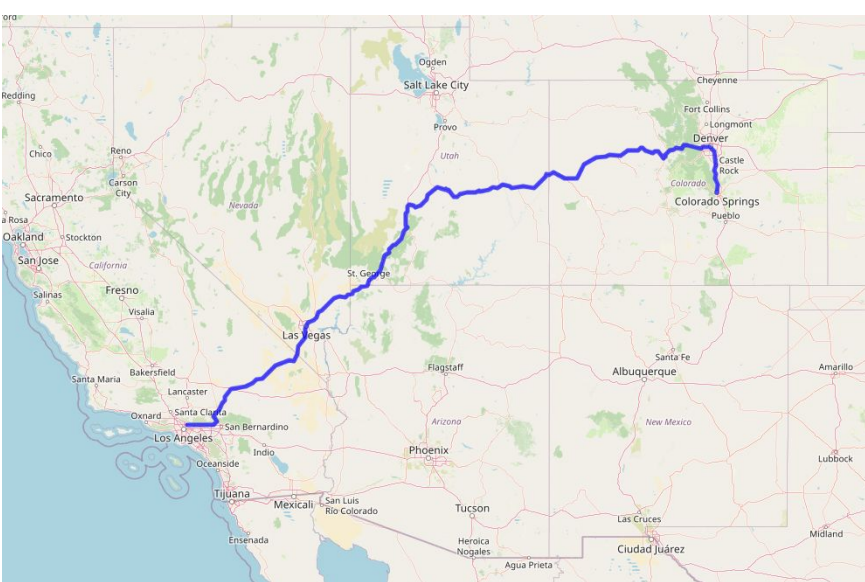 ord
Ogden
Salt Lake City
Cheyenne
Redding
Fort Collins
Longmont
Provo
Denver
Reno
Chico
Utah
Castle
Rock
Carson
City
Colorado
Sacramento
Nevada
Colorado Springs
Pueblo
a Rosa
Oakland
Stockton
San Jose
California
St. George
Salinas
Fresno
Visalia
Las Vegas
Santa Fe
Bakersfield
Flagstaff
Albuquerque
Amarillo
Santa Maria
Lancaster
Oxnard
Santa Clarita
San Bernardino
Arizona
New Mexico
Los Angeles
Indio
Phoenix
Lubbock
Oceanside
Tijuana
Mexicali
San Luis
Río Colorado
Tucson
Las Cruces
Midland
Ensenada
Heroica
Nogales
Ciudad Juárez
Agua Prieta